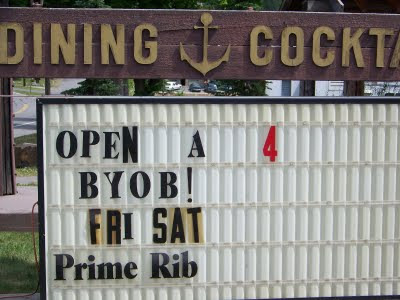 DINING COCKTA
OPEN A 4
BYOB!
FRI SAT
Prime Rib